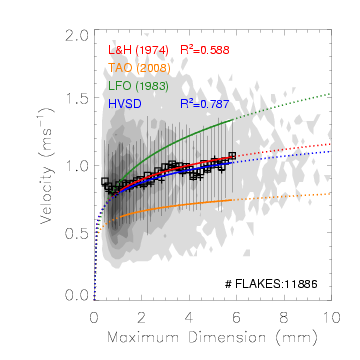 2.0
L&H (1974) R²=0.588
TAO (2008)
LFO (1983)
HVSD R²=0.787
1.5
1.0
0.5
0.0
Velocity (ms⁻¹)
# FLAKES:11886
0 2 4 6 8 10
Maximum Dimension (mm)